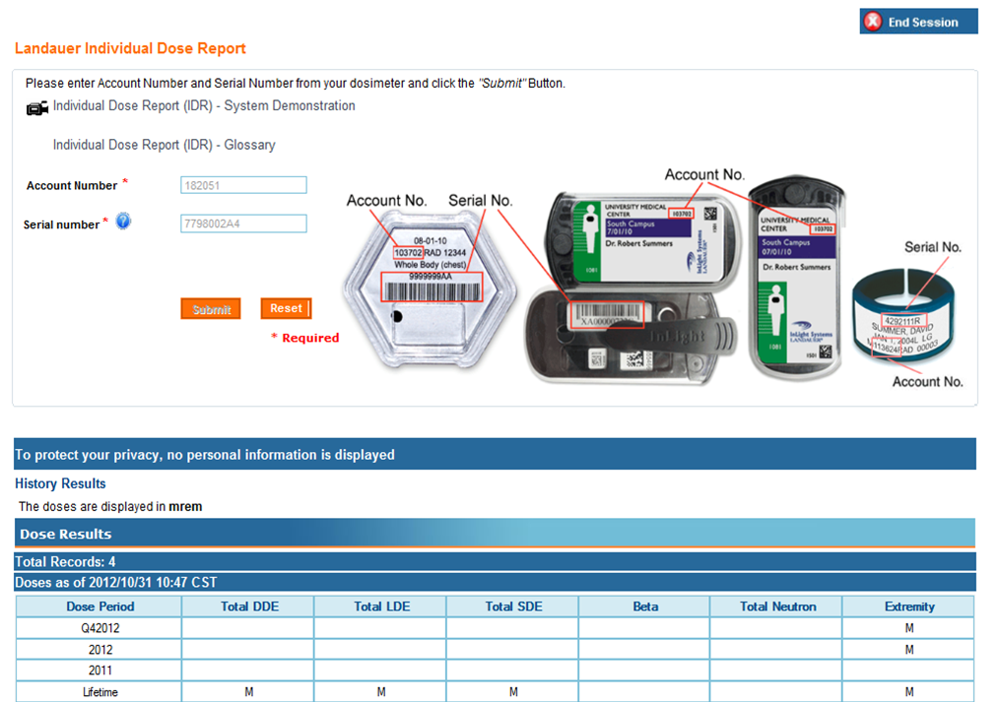 End Session
Landauer Individual Dose Report
Please enter Account Number and Serial Number from your dosimeter and click the "Submit" Button.
Individual Dose Report (IDR) - System Demonstration
Individual Dose Report (IDR) - Glossary
Account Number *
182051
Serial number * ?
7798002A4
Submit
Reset
* Required
Account No.
Serial No.
08-01-10
103702 RAD 12344
Whole Body (chest)
9999999AA
Account No.
UNIVERSITY MEDICAL
CENTER
103702
South Campus
7/01/10
Dr. Robert Summers
1081
InLight Systems
LANDAUER
InLight
UNIVERSITY MEDICAL
CENTER
103702
South Campus
07/01/10
Dr. Robert Summers
1081
InLight Systems
LANDAUER
Serial No.
4292111R
SUMMER, DAVID
JAN 1, 2004L LG
113624RAD 00003
Account No.
To protect your privacy, no personal information is displayed
History Results
The doses are displayed in mrem
Dose Results
Total Records: 4
Doses as of 2012/10/31 10:47 CST
Dose Period Total DDE Total LDE Total SDE Beta Total Neutron Extremity
Q42012 M
2012 M
2011
Lifetime M M M M